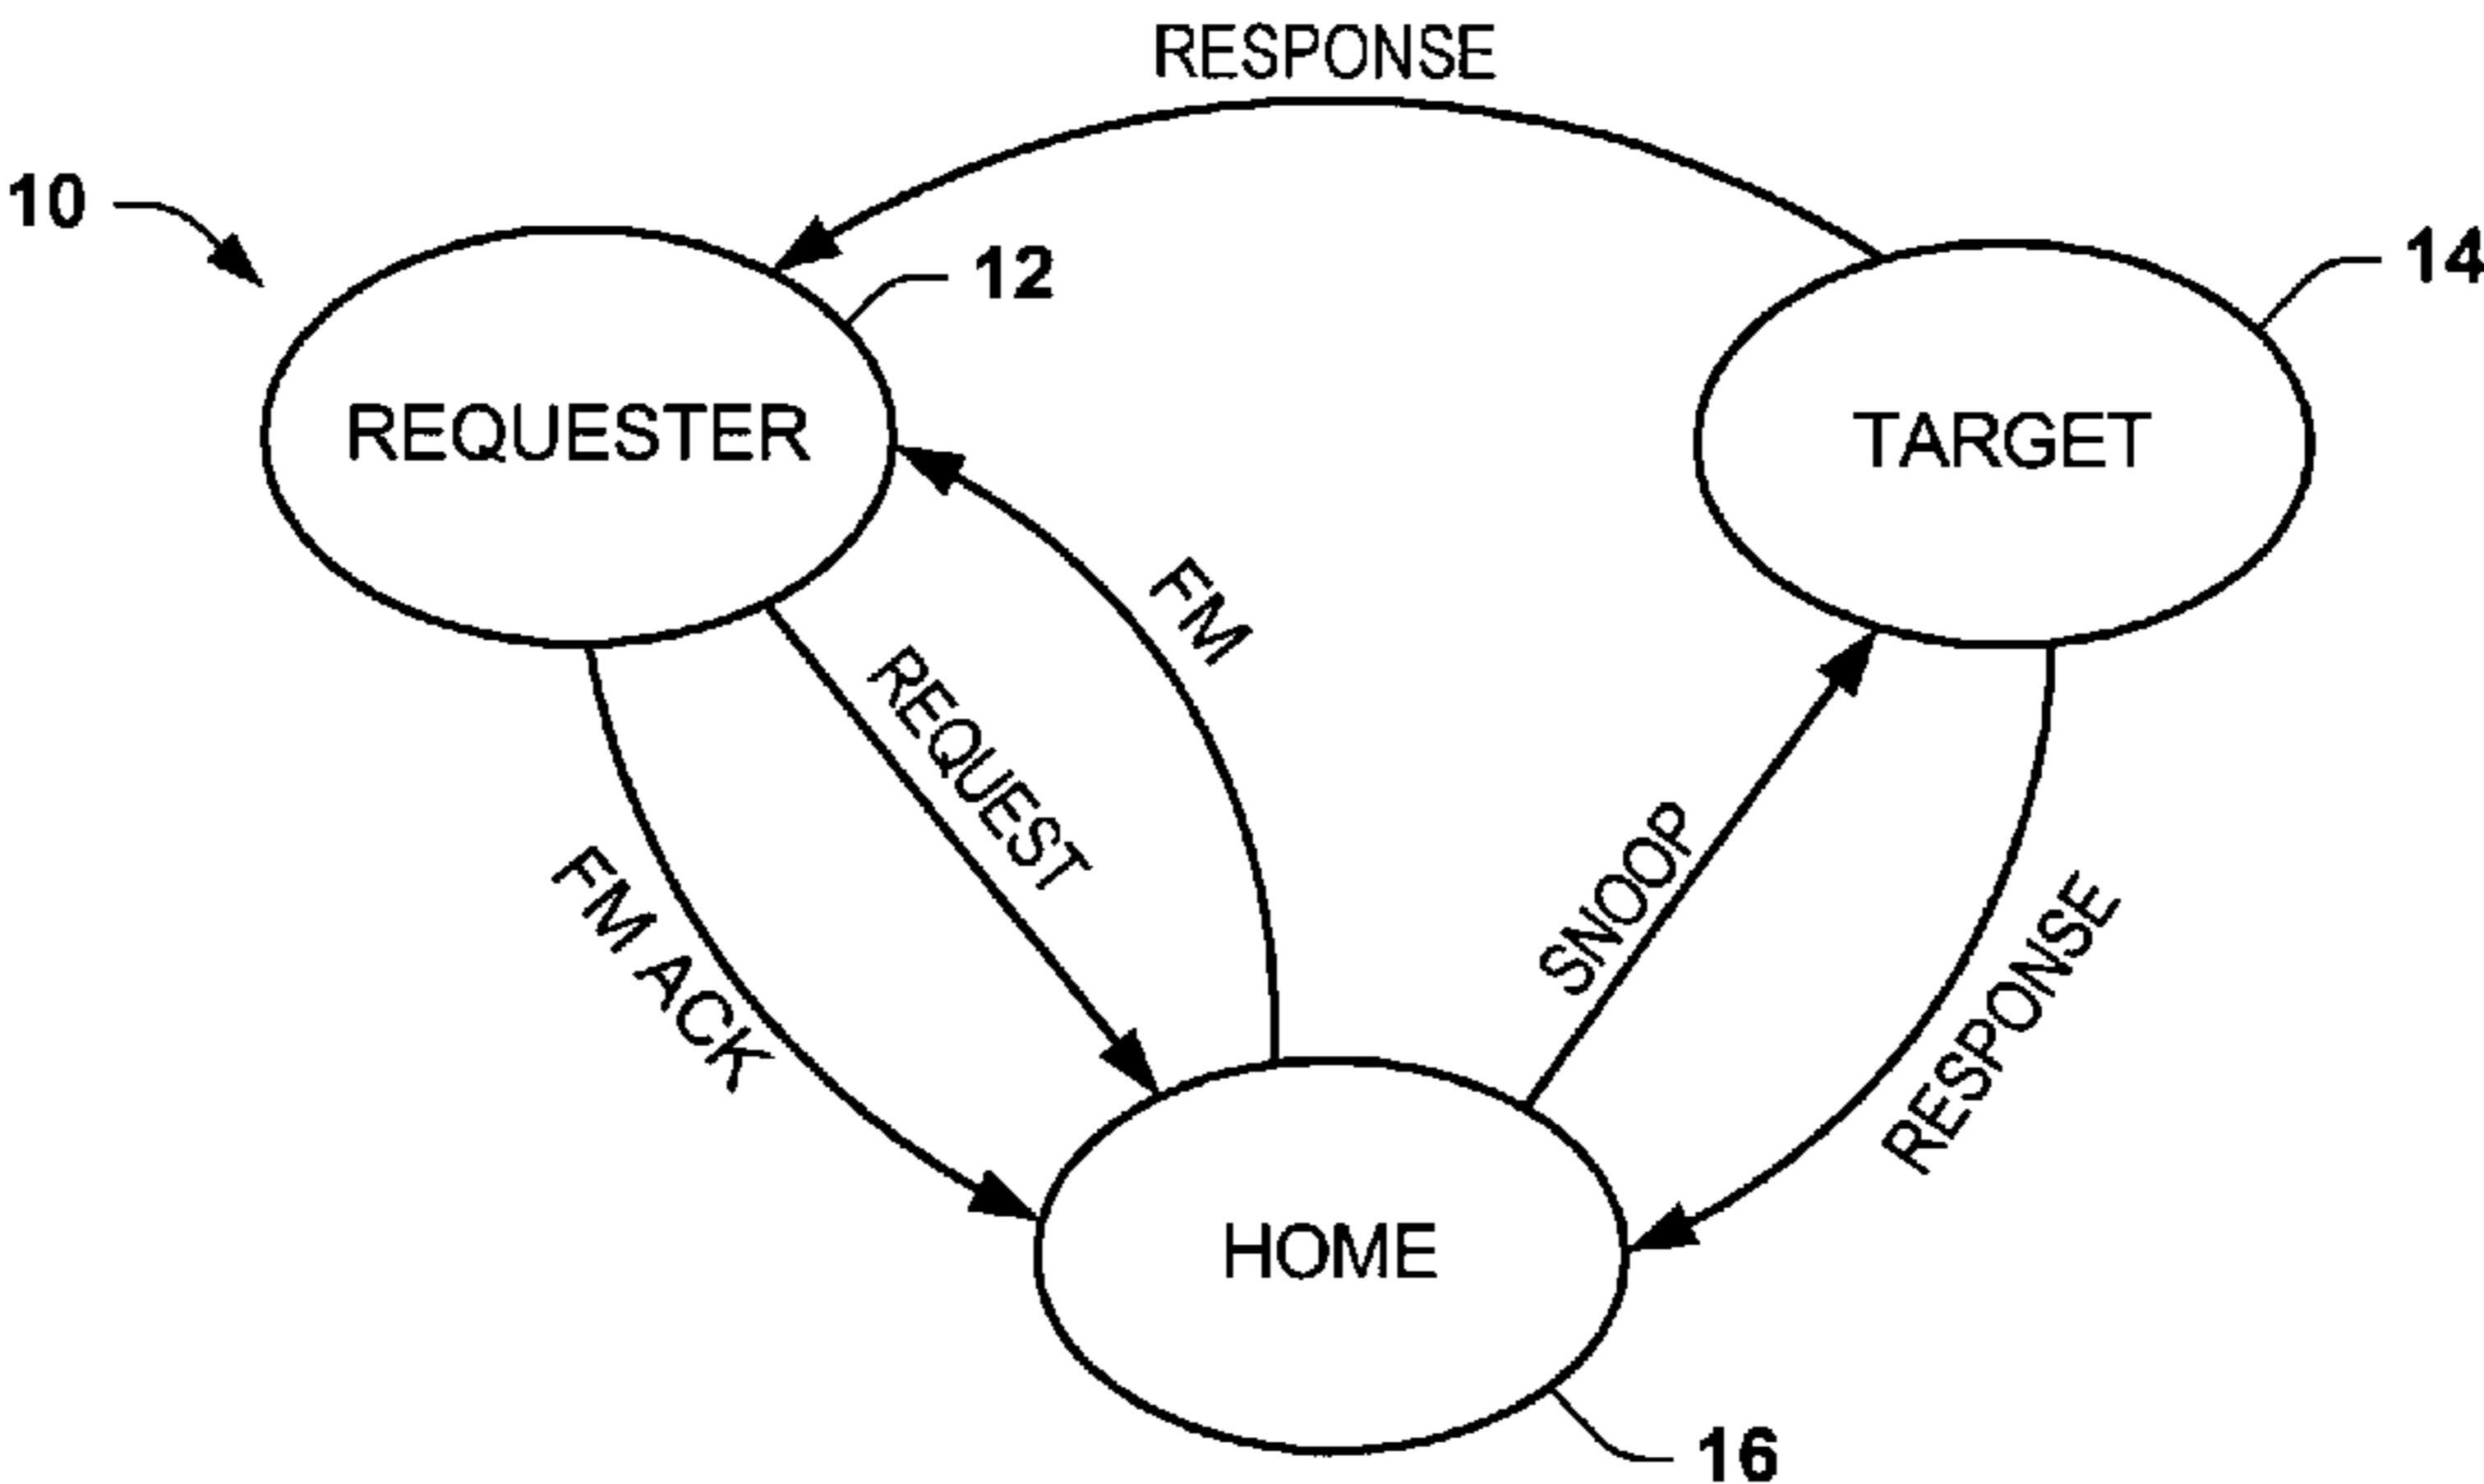 RESPONSE
10
12
14
REQUESTER
TARGET
FM
REQUEST
SNOOP
FM ACK
RESPONSE
HOME
16